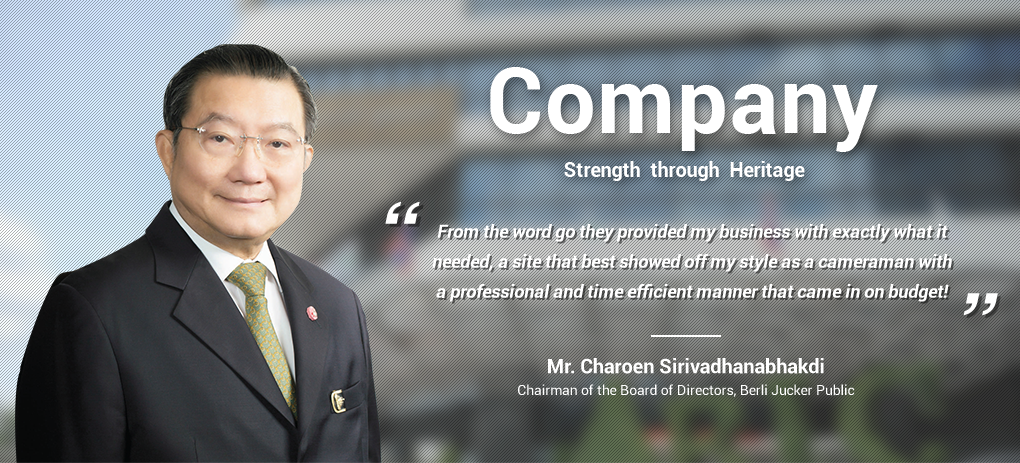 Company
Strength through Heritage
“ From the word go they provided my business with exactly what it
needed, a site that best showed off my style as a cameraman with
a professional and time efficient manner that came in on budget! ”
Mr. Charoen Sirivadhanabhakdi
Chairman of the Board of Directors, Berli Jucker Public